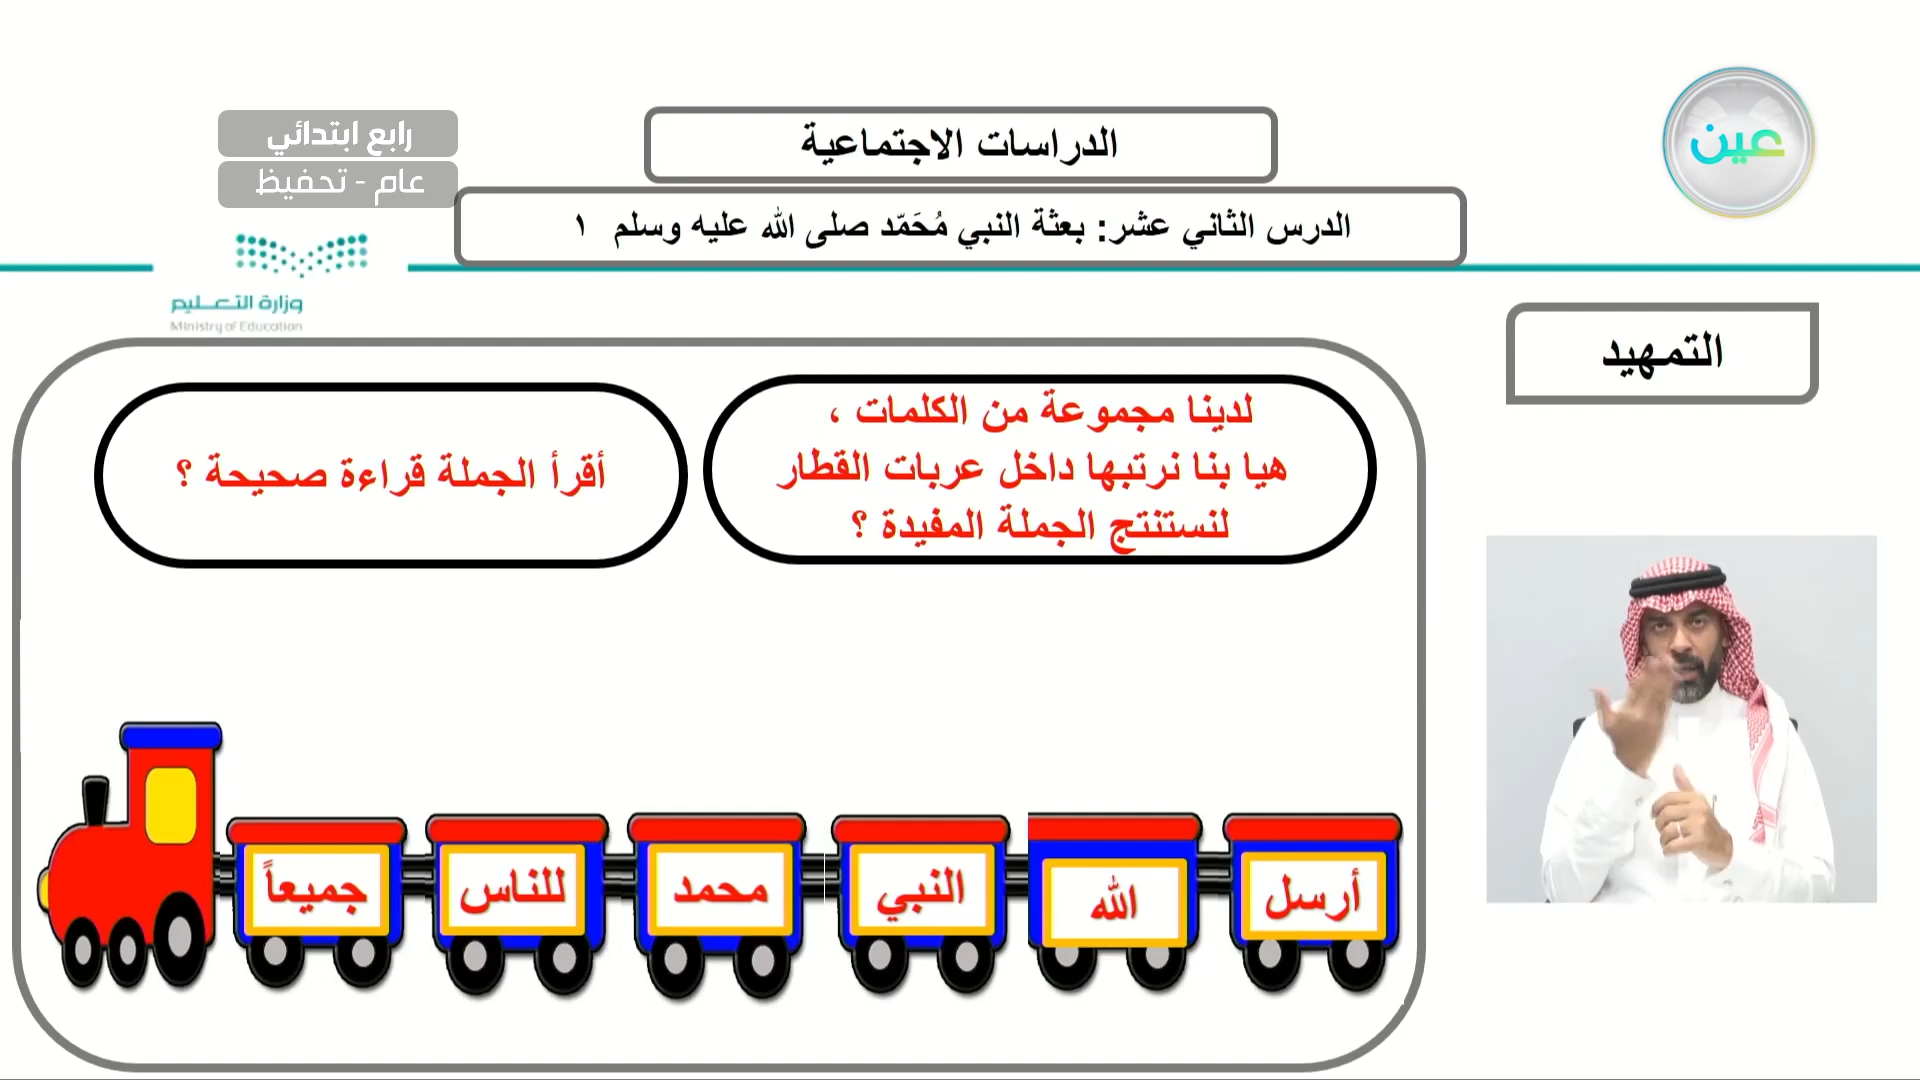 عين
الدراسات الاجتماعية
رابع ابتدائي
عام - تحفيظ
الدرس الثاني عشر: بعثة النبي مُحَمّد صلى الله عليه وسلم ١
وزارة التعليم
Ministry of Education
التمهيد
لدينا مجموعة من الكلمات ،
هيا بنا نرتبها داخل عربات القطار
لنستنتج الجملة المفيدة ؟
أقرأ الجملة قراءة صحيحة ؟
أرسل الله النبي محمد للناس جميعاً